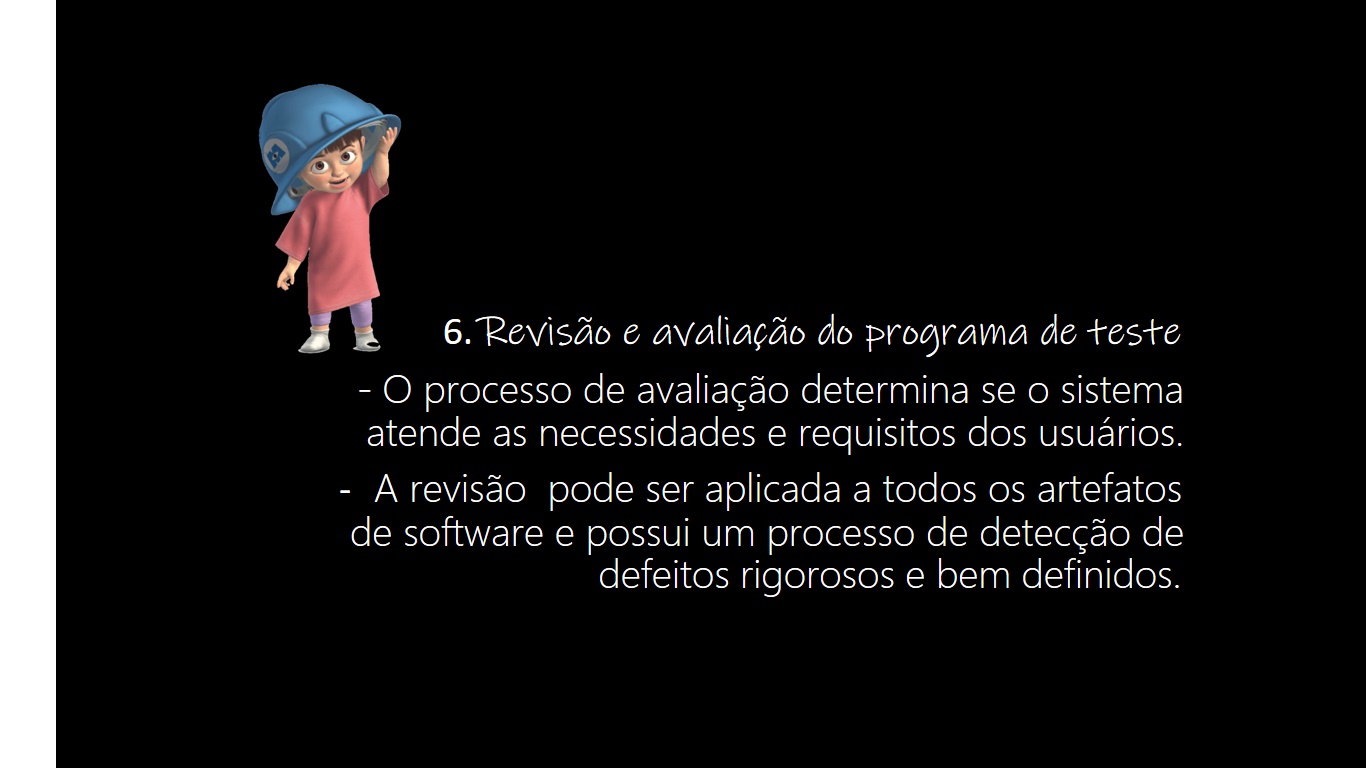 6. Revisão e avaliação do programa de teste
- O processo de avaliação determina se o sistema
atende as necessidades e requisitos dos usuários.
- A revisão pode ser aplicada a todos os artefatos
de software e possui um processo de detecção de
defeitos rigorosos e bem definidos.